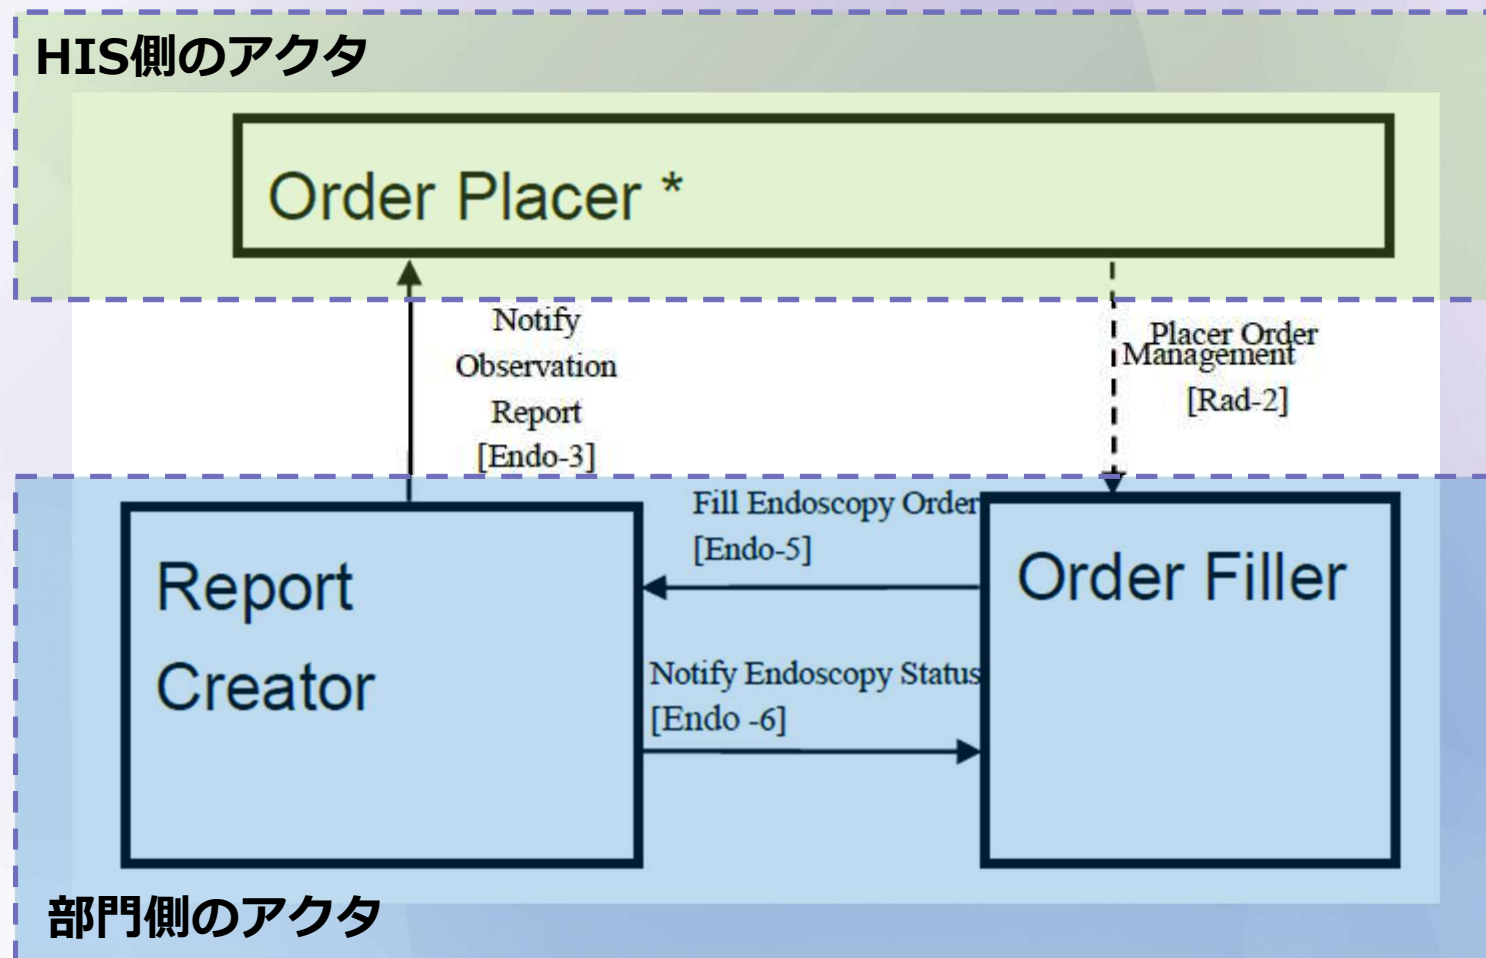 HIS側のアクタ
Order Placer *
Notify
Observation
Report
[Endo-3]
Placer Order
Management
[Rad-2]
Fill Endoscopy Order
[Endo-5]
Report
Creator
Order Filler
Notify Endoscopy Status
[Endo -6]
部門側のアクタ